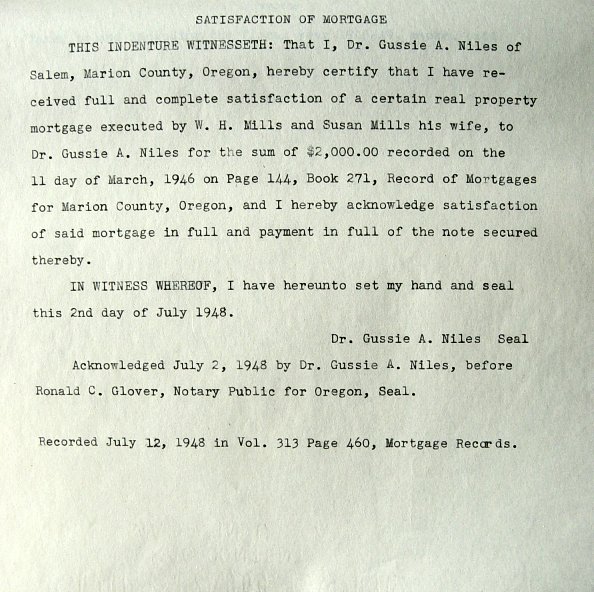 SATISFACTION OF MORTGAGE
THIS INDENTURE WITNESSETH: That I, Dr. Gussie A. Niles of
Salem, Marion County, Oregon, hereby certify that I have re-
ceived full and complete satisfaction of a certain real property
mortgage executed by W. H. Mills and Susan Mills his wife, to
Dr. Gussie A. Niles for the sum of $2,000.00 recorded on the
11 day of March, 1946 on Page 144, Book 271, Record of Mortgages
for Marion County, Oregon, and I hereby acknowledge satisfaction
of said mortgage in full and payment in full of the note secured
thereby.
IN WITNESS WHEREOF, I have hereunto set my hand and seal
this 2nd day of July 1948.
Dr. Gussie A. Niles Seal
Acknowledged July 2, 1948 by Dr. Gussie A. Niles, before
Ronald C. Glover, Notary Public for Oregon, Seal.
Recorded July 12, 1948 in Vol. 313 Page 460, Mortgage Records.